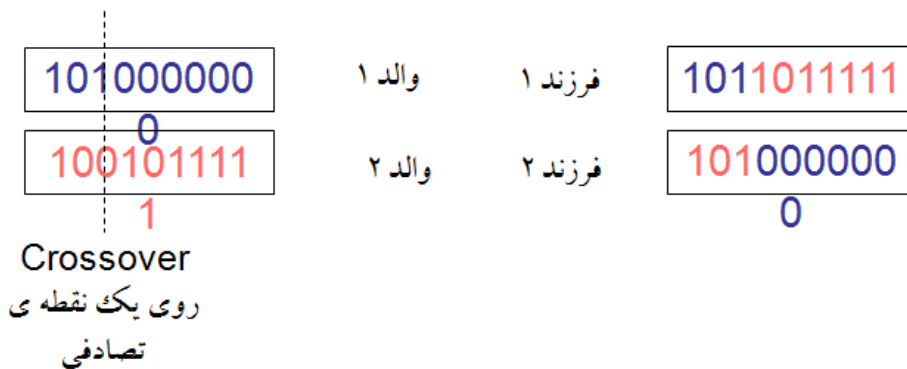 101000000
0
والد ۱
فرزند ۱
1011011111
100101111
1
والد ۲
فرزند ۲
101000000
0
Crossover
روی یک نقطه ی
تصادفی